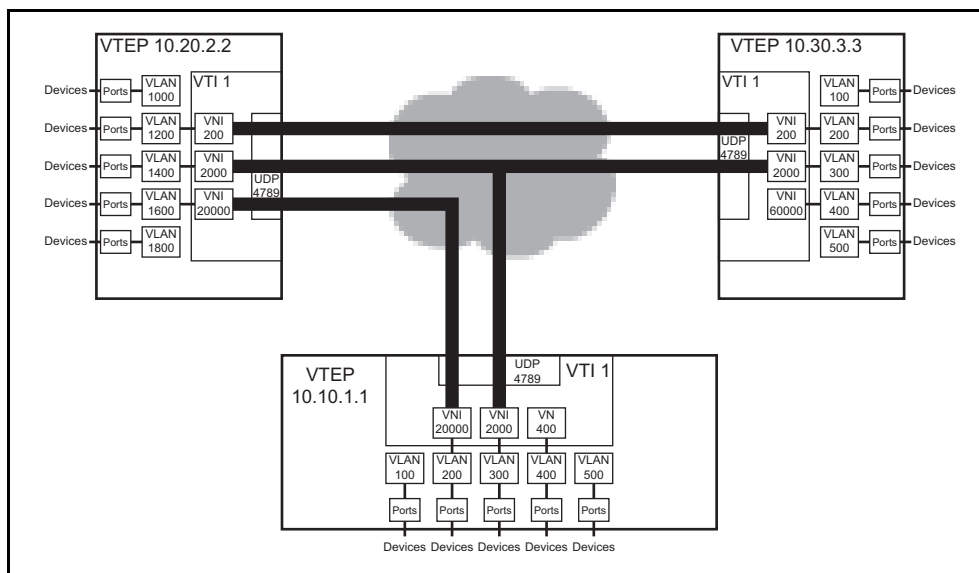 VTEP 10.20.2.2
VTI 1
Devices
Ports
VLAN
1000
Devices
Ports
VLAN
1200
VNI
200
Devices
Ports
VLAN
1400
VNI
2000
UDP
4789
Devices
Ports
VLAN
1600
VNI
20000
Devices
Ports
VLAN
1800
VTEP 10.30.3.3
VTI 1
VLAN
100
Ports
Devices
UDP
4789
VNI
200
VLAN
200
Ports
Devices
VNI
2000
VLAN
300
Ports
Devices
VNI
60000
VLAN
400
Ports
Devices
VLAN
500
Ports
Devices
VTEP
10.10.1.1
UDP
4789
VTI 1
VNI
20000
VNI
2000
VN
400
VLAN
100
VLAN
200
VLAN
300
VLAN
400
VLAN
500
Ports
Ports
Ports
Ports
Ports
Devices
Devices
Devices
Devices
Devices